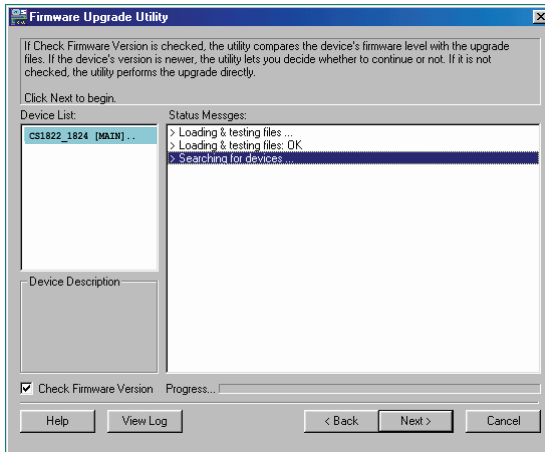 Firmware Upgrade Utility
If Check Firmware Version is checked, the utility compares the device's firmware level with the upgrade
files. If the device's version is newer, the utility lets you decide whether to continue or not. If it is not
checked, the utility performs the upgrade directly.
Click Next to begin.
Device List:
Status Messges:
CS1822_1824 [MAIN]..
> Loading & testing files ...
> Loading & testing files: OK
> Searching for devices ...
Device Description
Check Firmware Version
Progress...
Help
View Log
< Back
Next >
Cancel